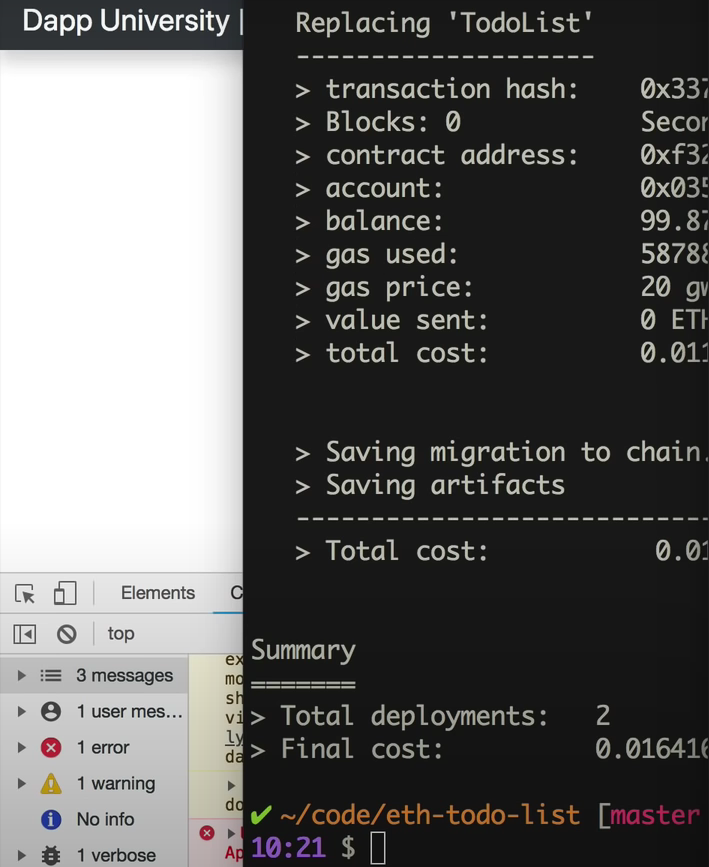 Dapp University |
Replacing 'TodoList'
--------------------
> transaction hash: 0x337
> Blocks: 0 Secon
> contract address: 0xf32
> account: 0x035
> balance: 99.87
> gas used: 58788
> gas price: 20 gw
> value sent: 0 ETH
> total cost: 0.011
> Saving migration to chain.
> Saving artifacts
----------------------------
> Total cost: 0.01
Summary
=======
> Total deployments: 2
> Final cost: 0.016416
✔ ~/code/eth-todo-list [master
10:21 $
Elements C
top
3 messages
1 user mes…
1 error
1 warning
No info
1 verbose
ex
mo
sh
vi
ly
da
do
Ap